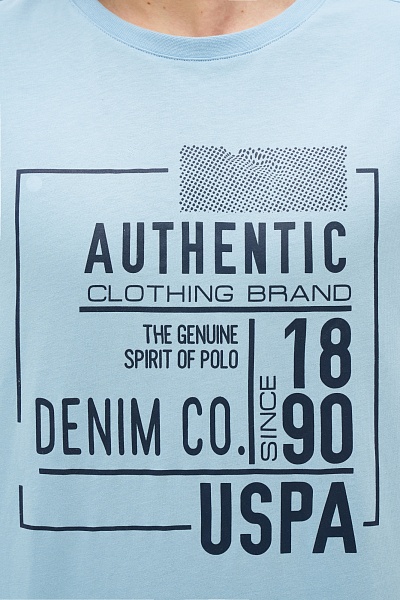 AUTHENTIC
CLOTHING BRAND
THE GENUINE
SPIRIT OF POLO
DENIM CO.
SINCE
18
90
USPA